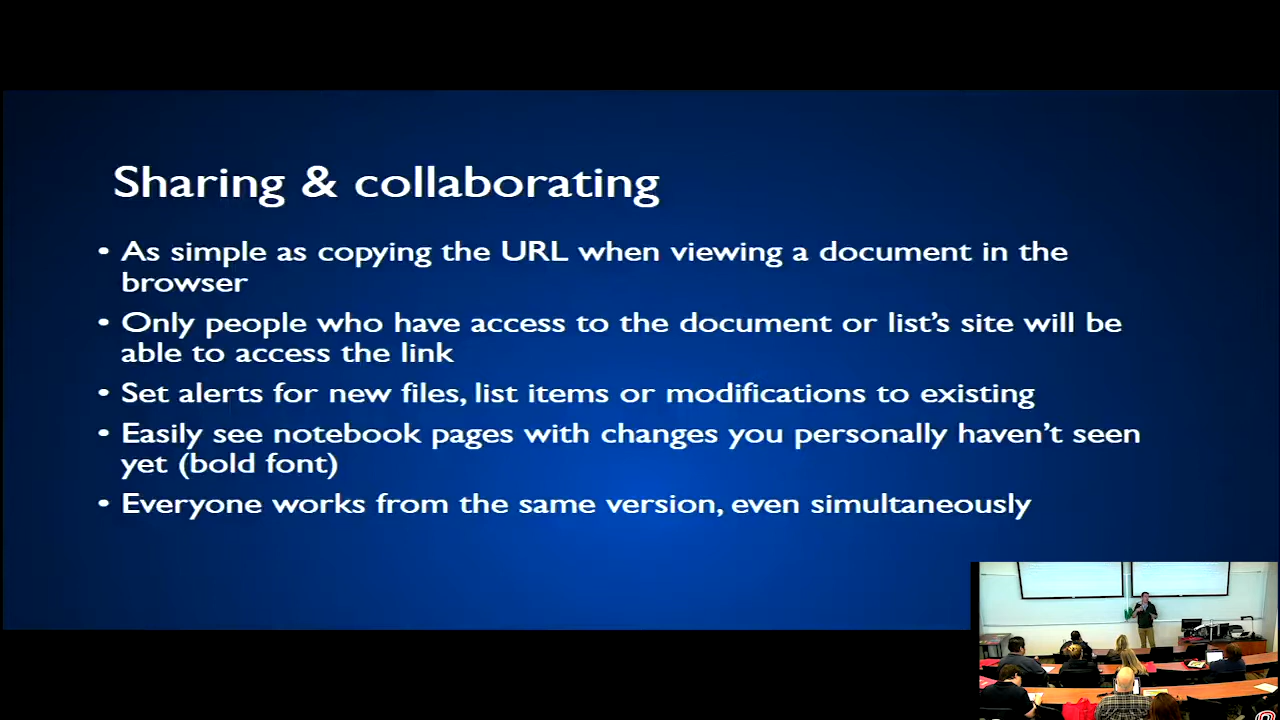 Sharing & collaborating
• As simple as copying the URL when viewing a document in the
browser
• Only people who have access to the document or list's site will be
able to access the link
• Set alerts for new files, list items or modifications to existing
• Easily see notebook pages with changes you personally haven't seen
yet (bold font)
• Everyone works from the same version, even simultaneously